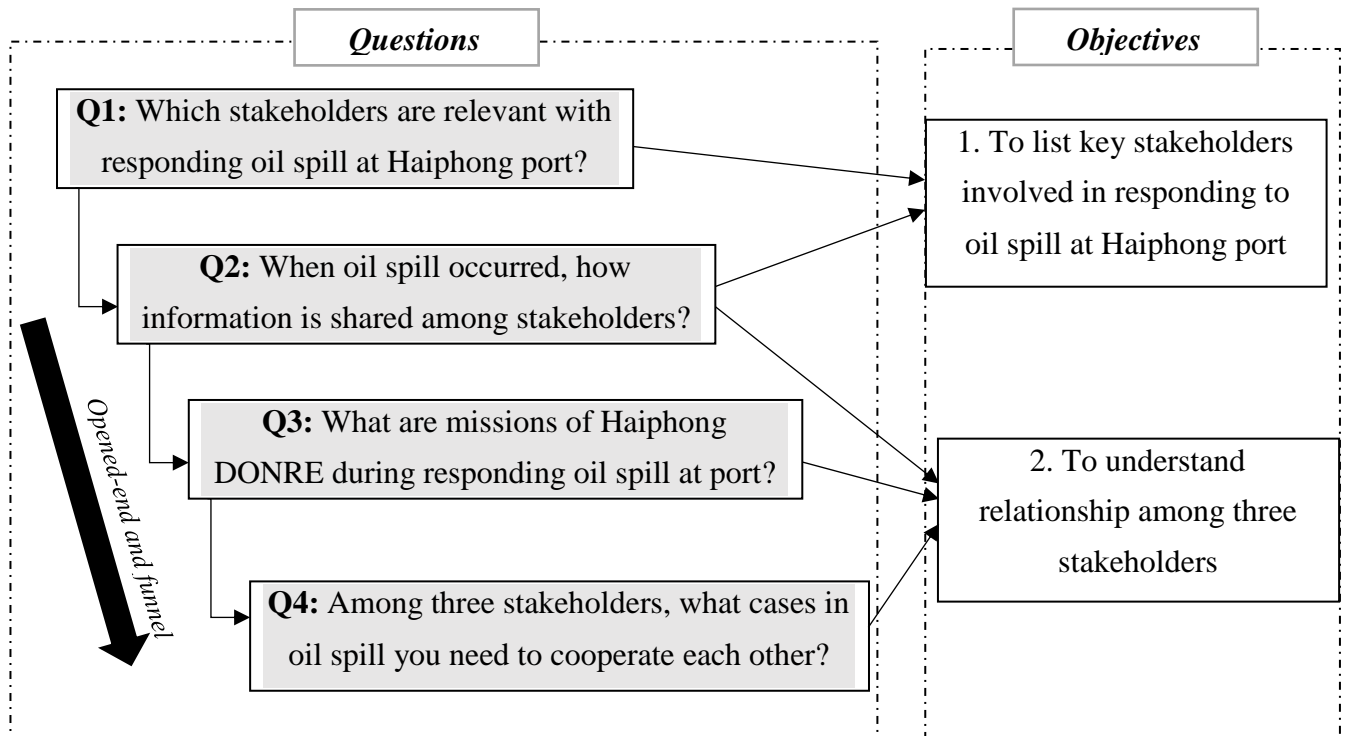 Questions
Objectives
Q1: Which stakeholders are relevant with
responding oil spill at Haiphong port?
Q2: When oil spill occurred, how
information is shared among stakeholders?
Q3: What are missions of Haiphong
DONRE during responding oil spill at port?
Q4: Among three stakeholders, what cases in
oil spill you need to cooperate each other?
Opened-end and funnel
1. To list key stakeholders
involved in responding to
oil spill at Haiphong port
2. To understand
relationship among three
stakeholders